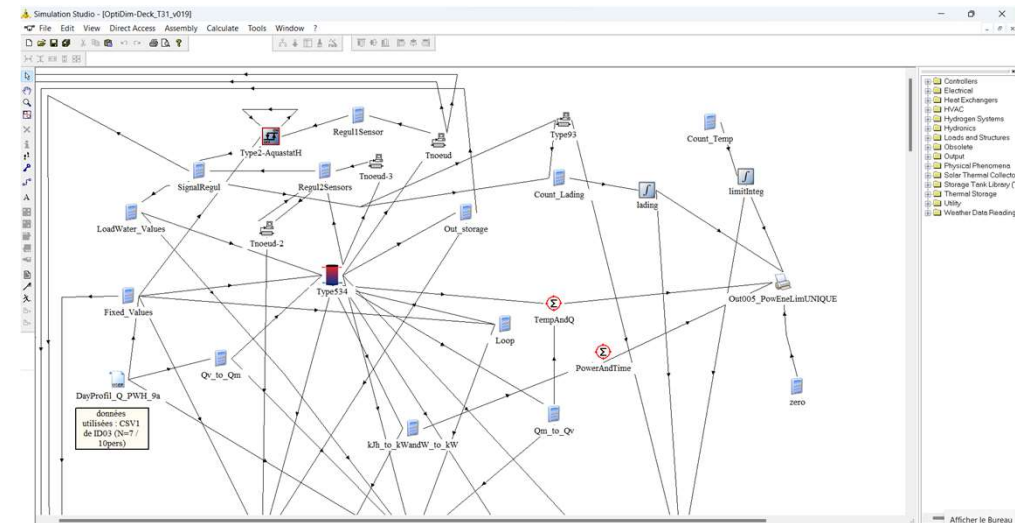 Simulation Studio - [OptiDim-Deck_T31_v019]
File Edit View Direct Access Assembly Calculate Tools Window ?
Controllers
Electrical
Heat Exchangers
HVAC
Hydrogen Systems
Hydronics
Loads and Structures
Obsolete
Output
Physical Phenomena
Solar Thermal Collecto
Storage Tank Library (
Thermal Storage
Utility
Weather Data Reading
Regul1Sensor
Type93
Count_Temp
Type2-AquastatH
Tnoeud
Tnoeud-3
SignalRegul
Regul2Sensors
Count_Lading
lading
limitInteg
LoadWater_Values
Out_storage
Tnoeud-2
Type534
Fixed_Values
Out005_PowEneLimUNIQUE
TempAndQ
Loop
PowerAndTime
Qv_to_Qm
DayProfil_Q_PWH_9a
zero
données
utilisées : CSV1
de ID03 (N=7 /
10pers)
kJh_to_kWandW_to_kW
Qm_to_Qv
Afficher le Bureau